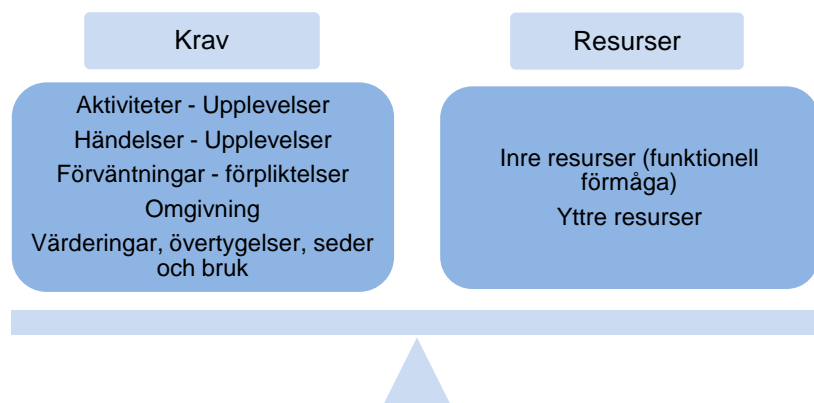 Krav
Aktiviteter - Upplevelser
Händelser - Upplevelser
Förväntningar - förpliktelser
Omgivning
Värderingar, övertygelser, seder
och bruk
Resurser
Inre resurser (funktionell
förmåga)
Yttre resurser